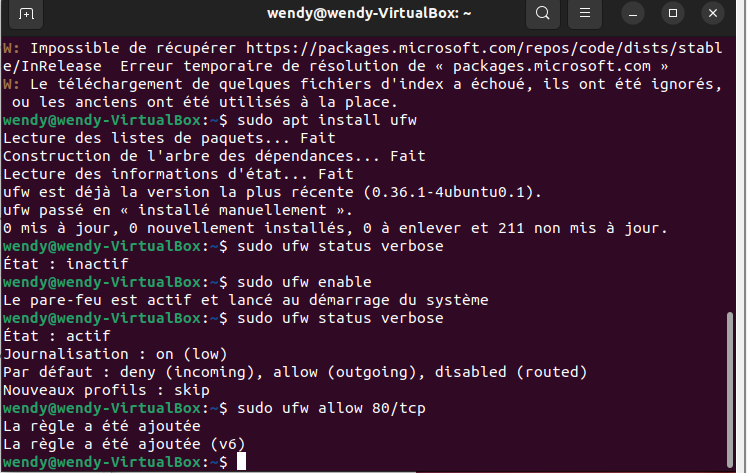 wendy@wendy-VirtualBox: ~
W: Impossible de récupérer https://packages.microsoft.com/repos/code/dists/stabl
e/InRelease  Erreur temporaire de résolution de « packages.microsoft.com »
W: Le téléchargement de quelques fichiers d'index a échoué, ils ont été ignorés,
 ou les anciens ont été utilisés à la place.
wendy@wendy-VirtualBox:~$ sudo apt install ufw
Lecture des listes de paquets... Fait
Construction de l'arbre des dépendances... Fait
Lecture des informations d'état... Fait
ufw est déjà la version la plus récente (0.36.1-4ubuntu0.1).
ufw passé en « installé manuellement ».
0 mis à jour, 0 nouvellement installés, 0 à enlever et 211 non mis à jour.
wendy@wendy-VirtualBox:~$ sudo ufw status verbose
État : inactif
wendy@wendy-VirtualBox:~$ sudo ufw enable
Le pare-feu est actif et lancé au démarrage du système
wendy@wendy-VirtualBox:~$ sudo ufw status verbose
État : actif
Journalisation : on (low)
Par défaut : deny (incoming), allow (outgoing), disabled (routed)
Nouveaux profils : skip
wendy@wendy-VirtualBox:~$ sudo ufw allow 80/tcp
La règle a été ajoutée
La règle a été ajoutée (v6)
wendy@wendy-VirtualBox:~$